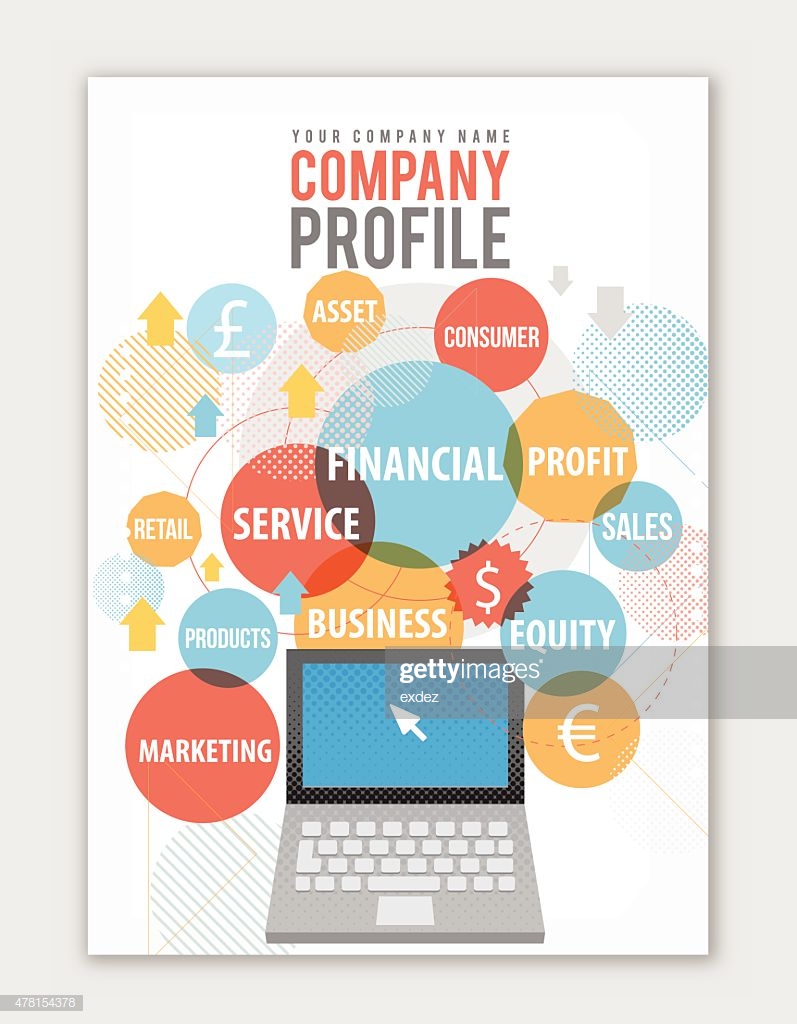 YOUR COMPANY NAME
COMPANY
PROFILE
£
ASSET
CONSUMER
FINANCIAL
PROFIT
SERVICE
RETAIL
SALES
$
BUSINESS
EQUITY
PRODUCTS
gettyimages®
exdez
€
MARKETING
478154378